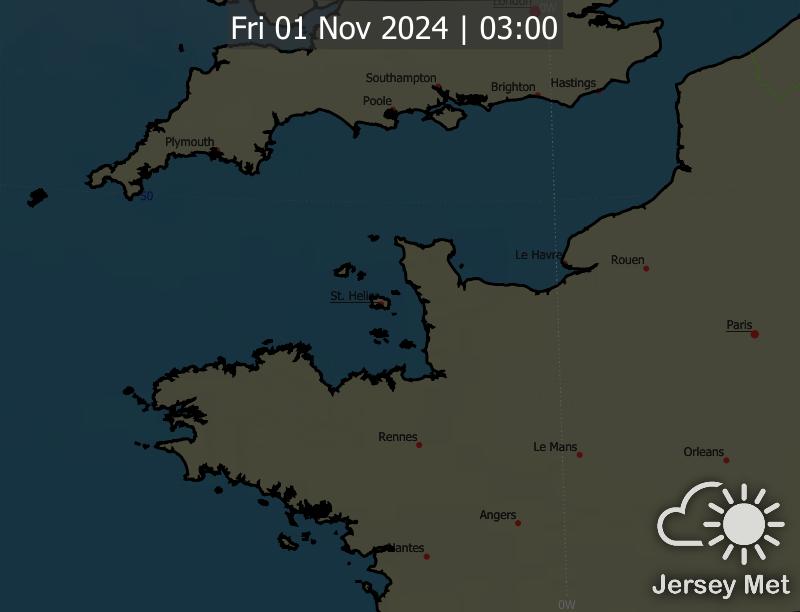 London
0W
Fri 01 Nov 2024 | 03:00
Southampton
Brighton
Hastings
Poole
Plymouth
50
Le Havre
Rouen
St. Helier
Paris
Rennes
Le Mans
Orleans
Angers
Nantes
Jersey Met
0W